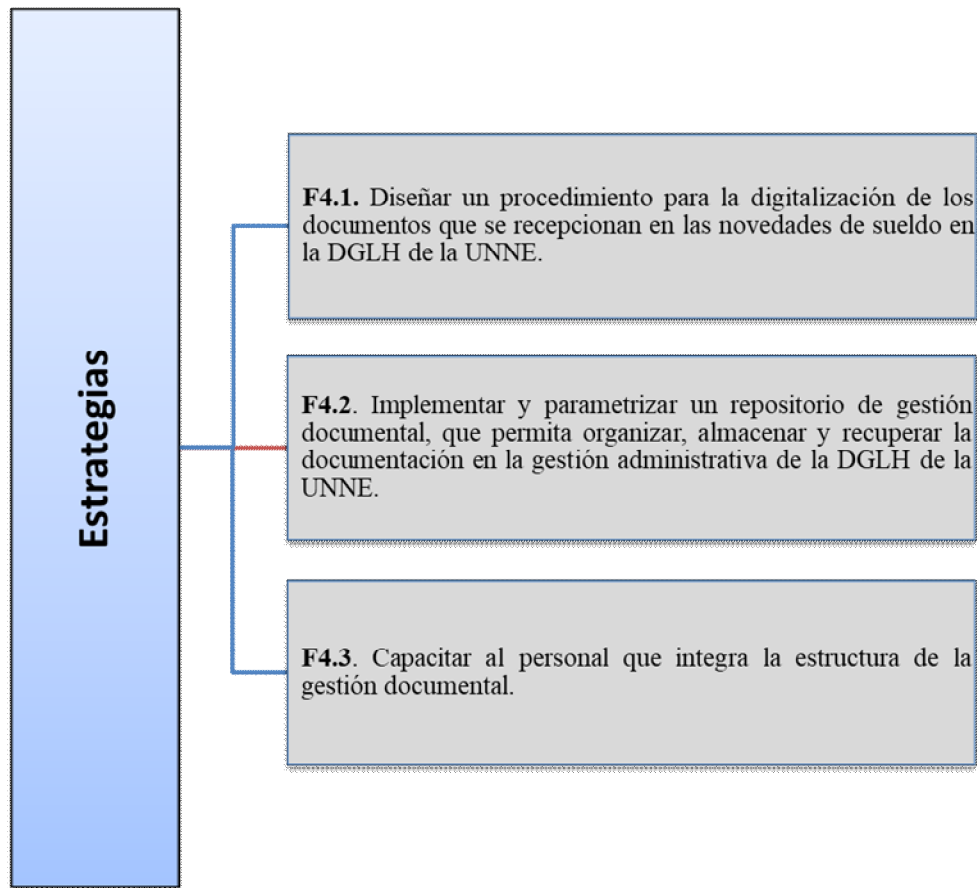 Estrategias
F4.1. Diseñar un procedimiento para la digitalización de los
documentos que se recepcionan en las novedades de sueldo en
la DGLH de la UNNE.
F4.2. Implementar y parametrizar un repositorio de gestión
documental, que permita organizar, almacenar y recuperar la
documentación en la gestión administrativa de la DGLH de la
UNNE.
F4.3. Capacitar al personal que integra la estructura de la
gestión documental.